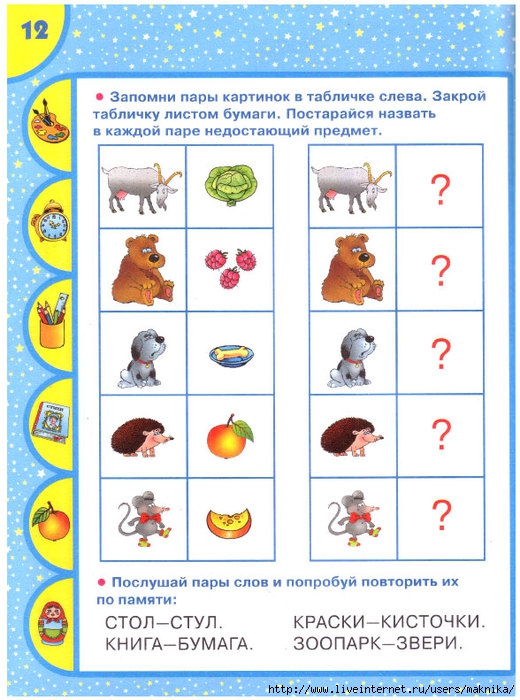 12
• Запомни пары картинок в табличке слева. Закрой
табличку листом бумаги. Постарайся назвать
в каждой паре недостающий предмет.
?
?
?
?
?
СТИХИ
• Послушай пары слов и попробуй повторить их
по памяти:
СТОЛ—СТУЛ. КРАСКИ—КИСТОЧКИ.
КНИГА—БУМАГА. ЗООПАРК—ЗВЕРИ.
http://www.liveinternet.ru/users/maknika/